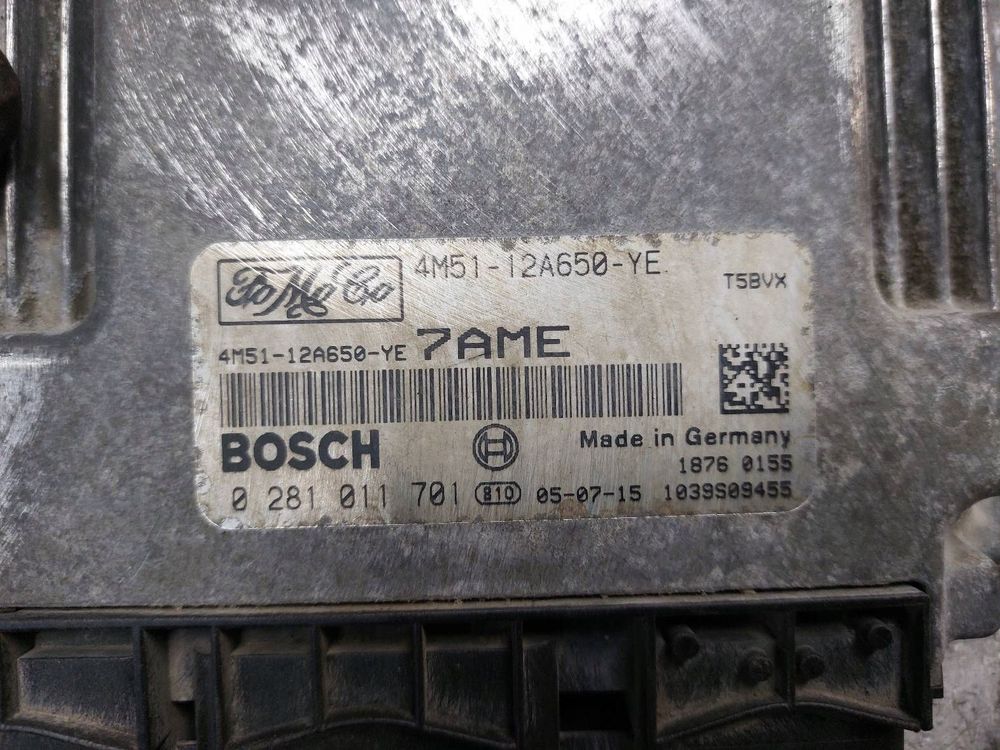 FoMoCo 4M51-12A650-YE
T5BVX
4M51-12A650-YE 7AME
BOSCH
Made in Germany
1876 0155
0 281 011 701 810 05-07-15 1039S09455